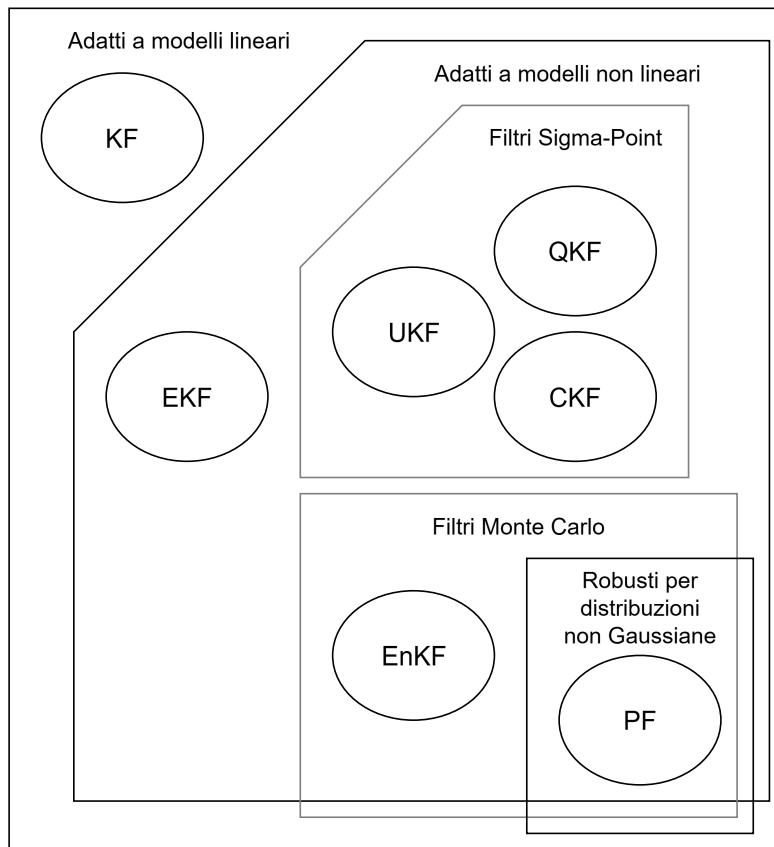 Adatti a modelli lineari
KF
Adatti a modelli non lineari
Filtri Sigma-Point
QKF
UKF
CKF
EKF
Filtri Monte Carlo
EnKF
Robusti per
distribuzioni
non Gaussiane
PF